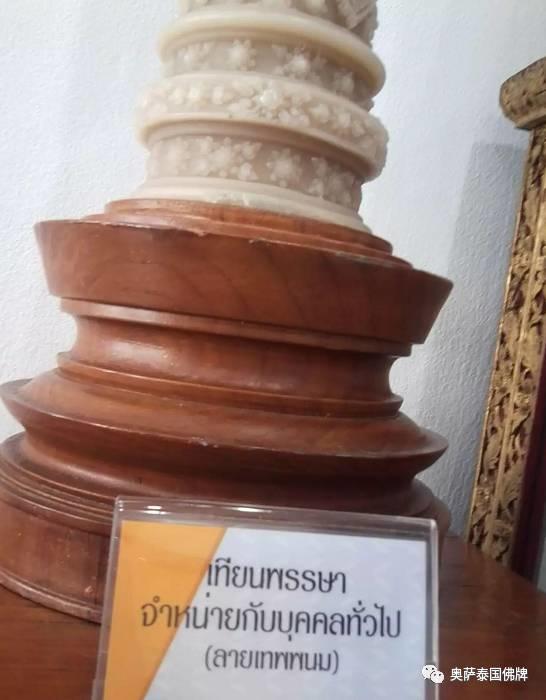 เทียนพรรษา
จำหน่ายกับบุคคลทั่วไป
(ลายเทพพนม)
奥萨泰国佛牌